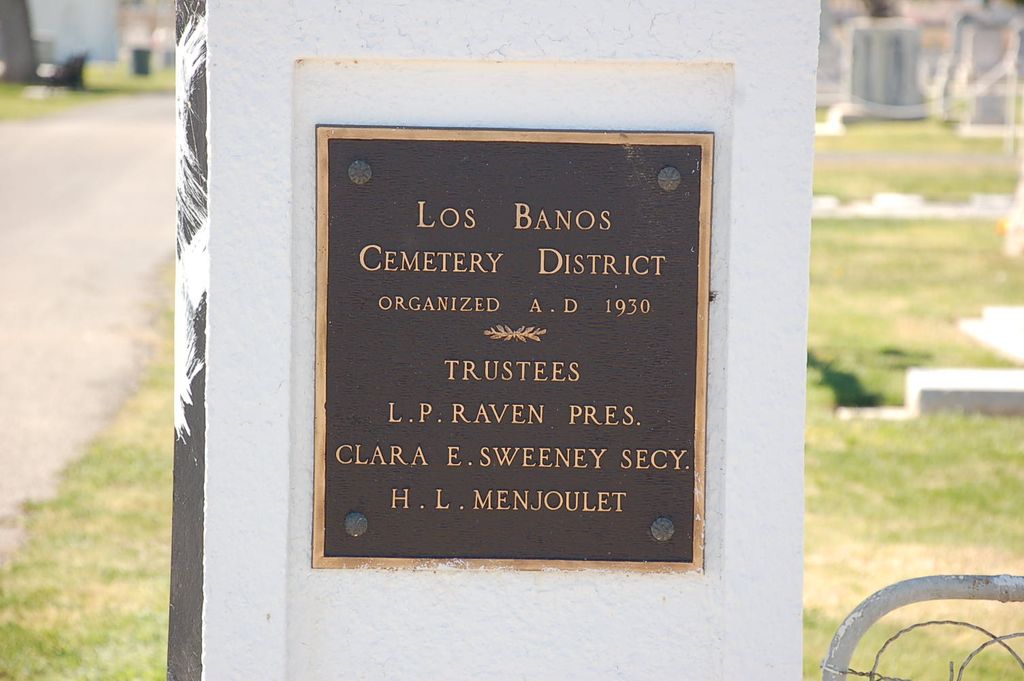 Los Banos
Cemetery District
ORGANIZED A.D 1930
TRUSTEES
L.P. RAVEN PRES.
CLARA E. SWEENEY SECY.
H.L. MENJOULET